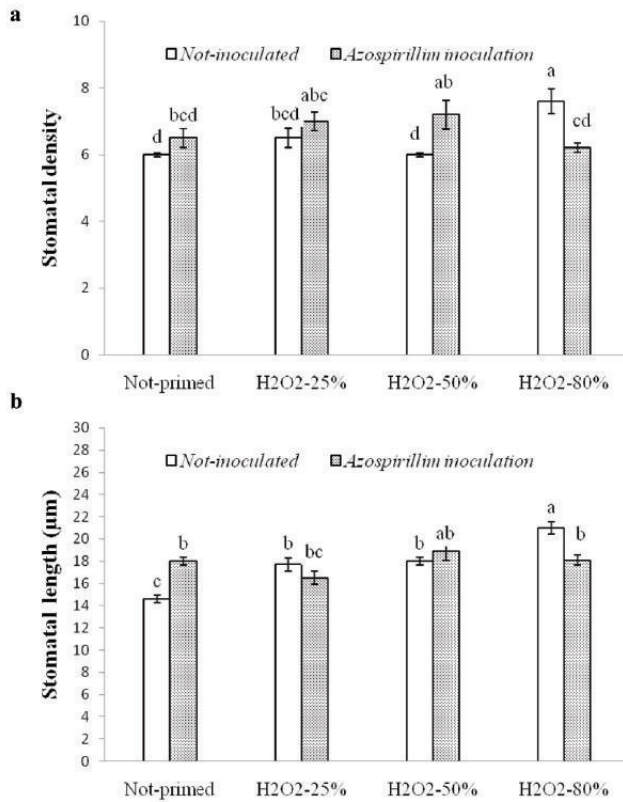 a
10
Not-inoculated Azospirillim inoculation
a
8
abc ab
bcd bcd cd
d d
6
Stomatal density
4
2
0
Not-primed H2O2-25% H2O2-50% H2O2-80%
b
30
28
Not-inoculated Azospirillim inoculation
26
24
a
22
b b bc b ab b
20
c
18
16
14
Stomatal length (µm)
12
10
8
6
4
2
0
Not-primed H2O2-25% H2O2-50% H2O2-80%